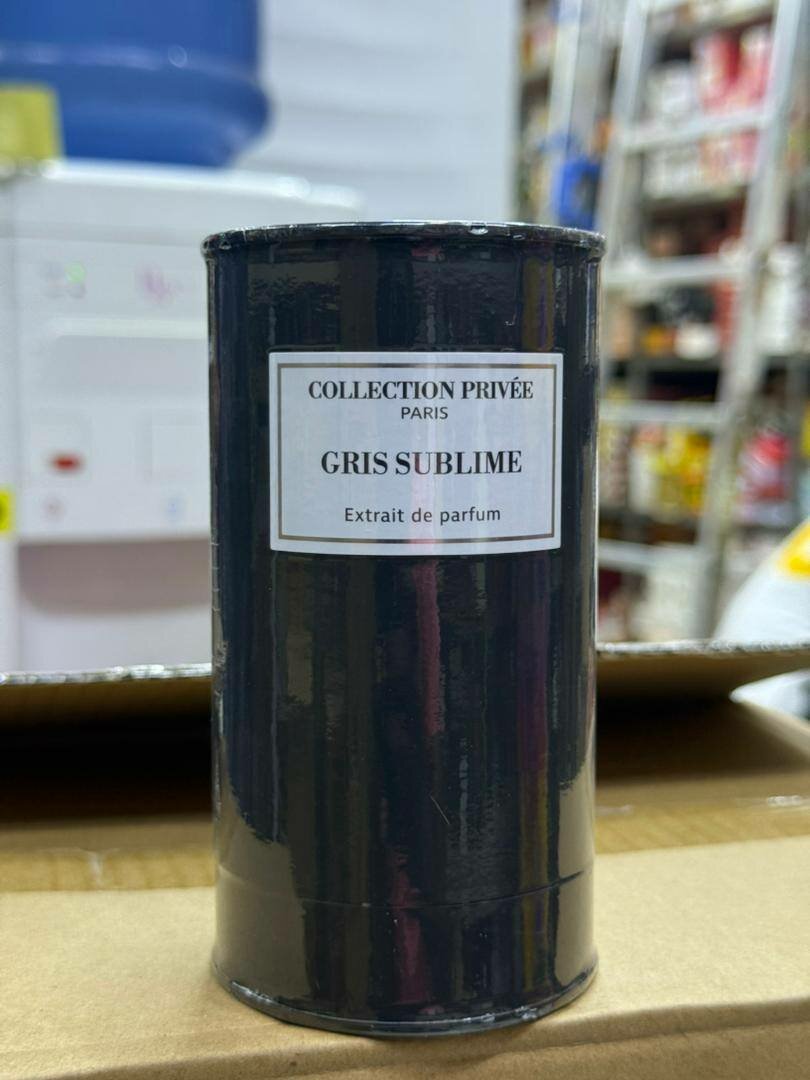 COLLECTION PRIVÉE
PARIS
GRIS SUBLIME
Extrait de parfum